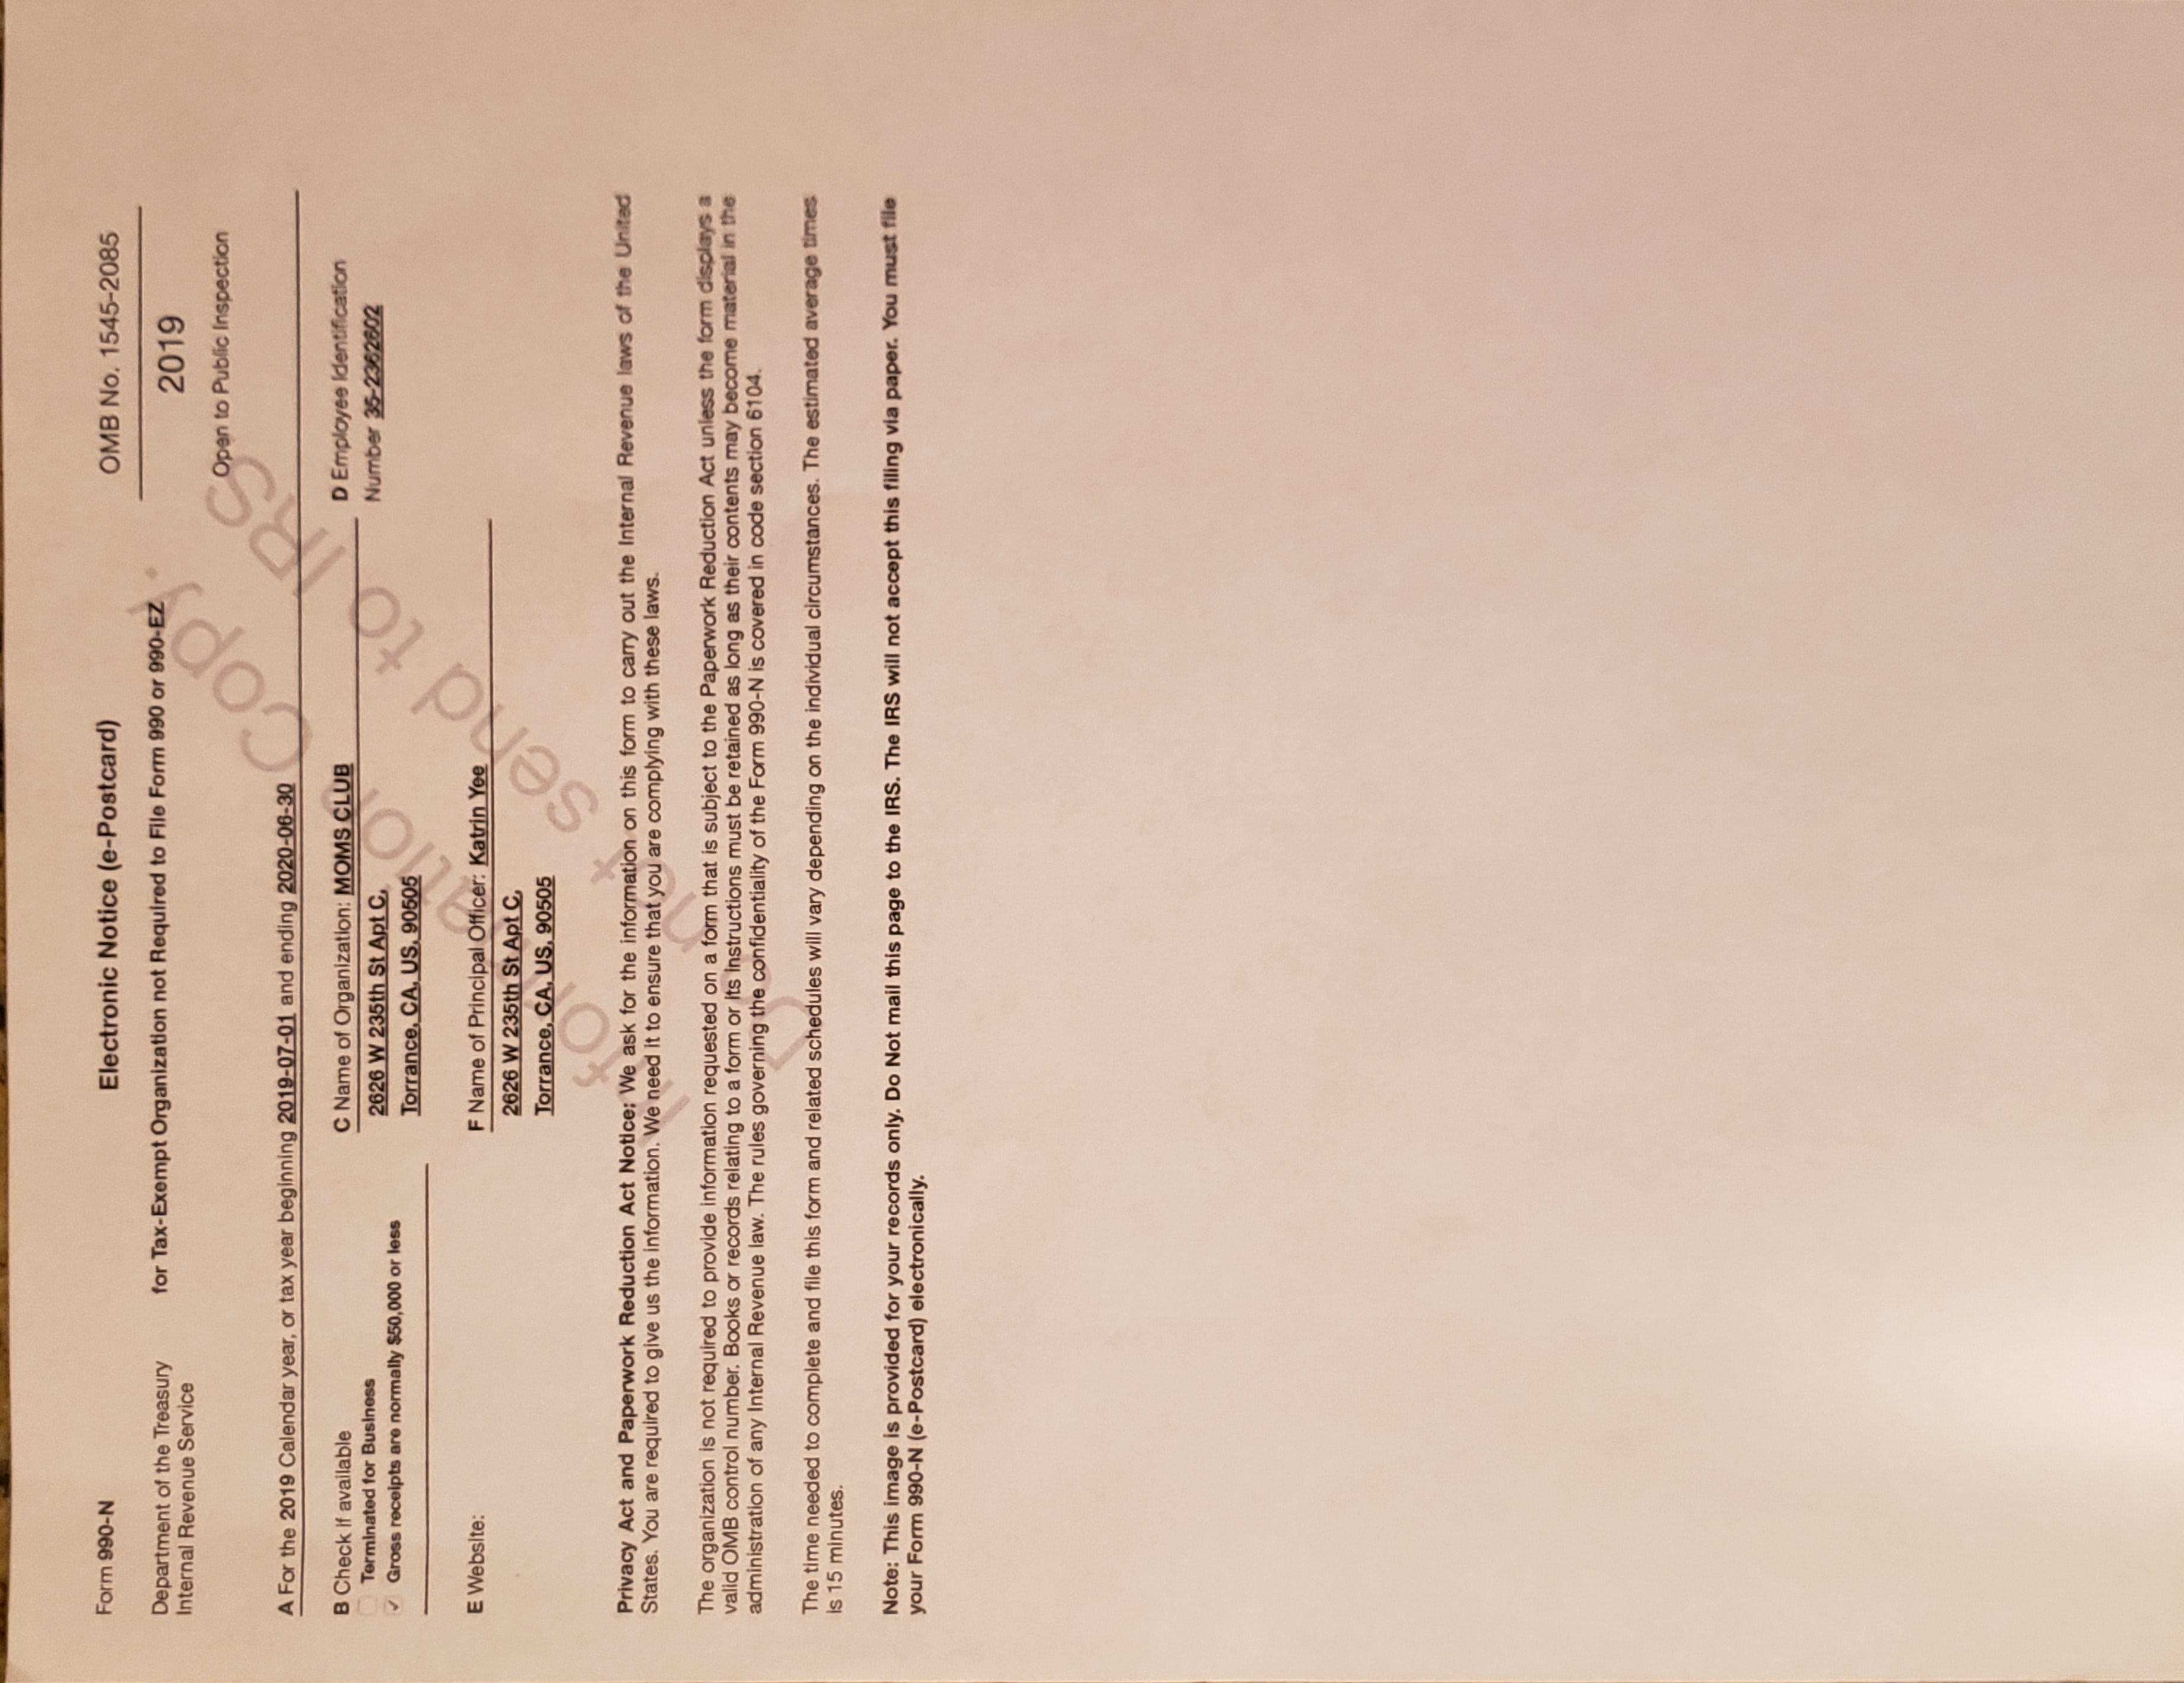 Form 990-N
Electronic Notice (e-Postcard)
OMB No. 1545-2085
Department of the Treasury
Internal Revenue Service
for Tax-Exempt Organization not Required to File Form 990 or 990-EZ
2019
Open to Public Inspection
A For the 2019 Calendar year, or tax year beginning 2019-07-01 and ending 2020-06-30
B Check if available
Terminated for Business
✓ Gross receipts are normally $50,000 or less
C Name of Organization: MOMS CLUB
2626 W 235th St Apt C,
Torrance, CA, US, 90505
D Employee Identification
Number 35-2362602
E Website:
F Name of Principal Officer: Katrin Yee
2626 W 235th St Apt C,
Torrance, CA, US, 90505
Privacy Act and Paperwork Reduction Act Notice: We ask for the information on this form to carry out the Internal Revenue laws of the United
States. You are required to give us the information. We need it to ensure that you are complying with these laws.
The organization is not required to provide information requested on a form that is subject to the Paperwork Reduction Act unless the form displays a
valid OMB control number. Books or records relating to a form or its instructions must be retained as long as their contents may become material in the
administration of any Internal Revenue law. The rules governing the confidentiality of the Form 990-N is covered in code section 6104.
The time needed to complete and file this form and related schedules will vary depending on the individual circumstances. The estimated average times
is 15 minutes.
Note: This image is provided for your records only. Do Not mail this page to the IRS. The IRS will not accept this filing via paper. You must file
your Form 990-N (e-Postcard) electronically.
Information Copy.
Do not send to IRS.